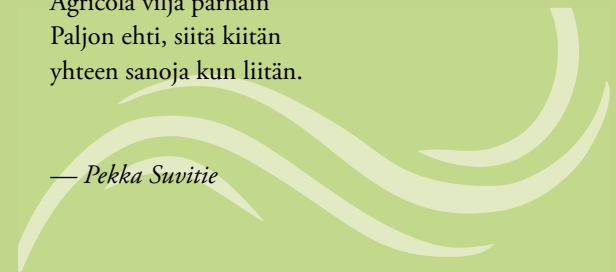 Agricola vilja parhain
Paljon ehti, siitä kiitän
yhteen sanoja kun liitän.
— Pekka Suvitie